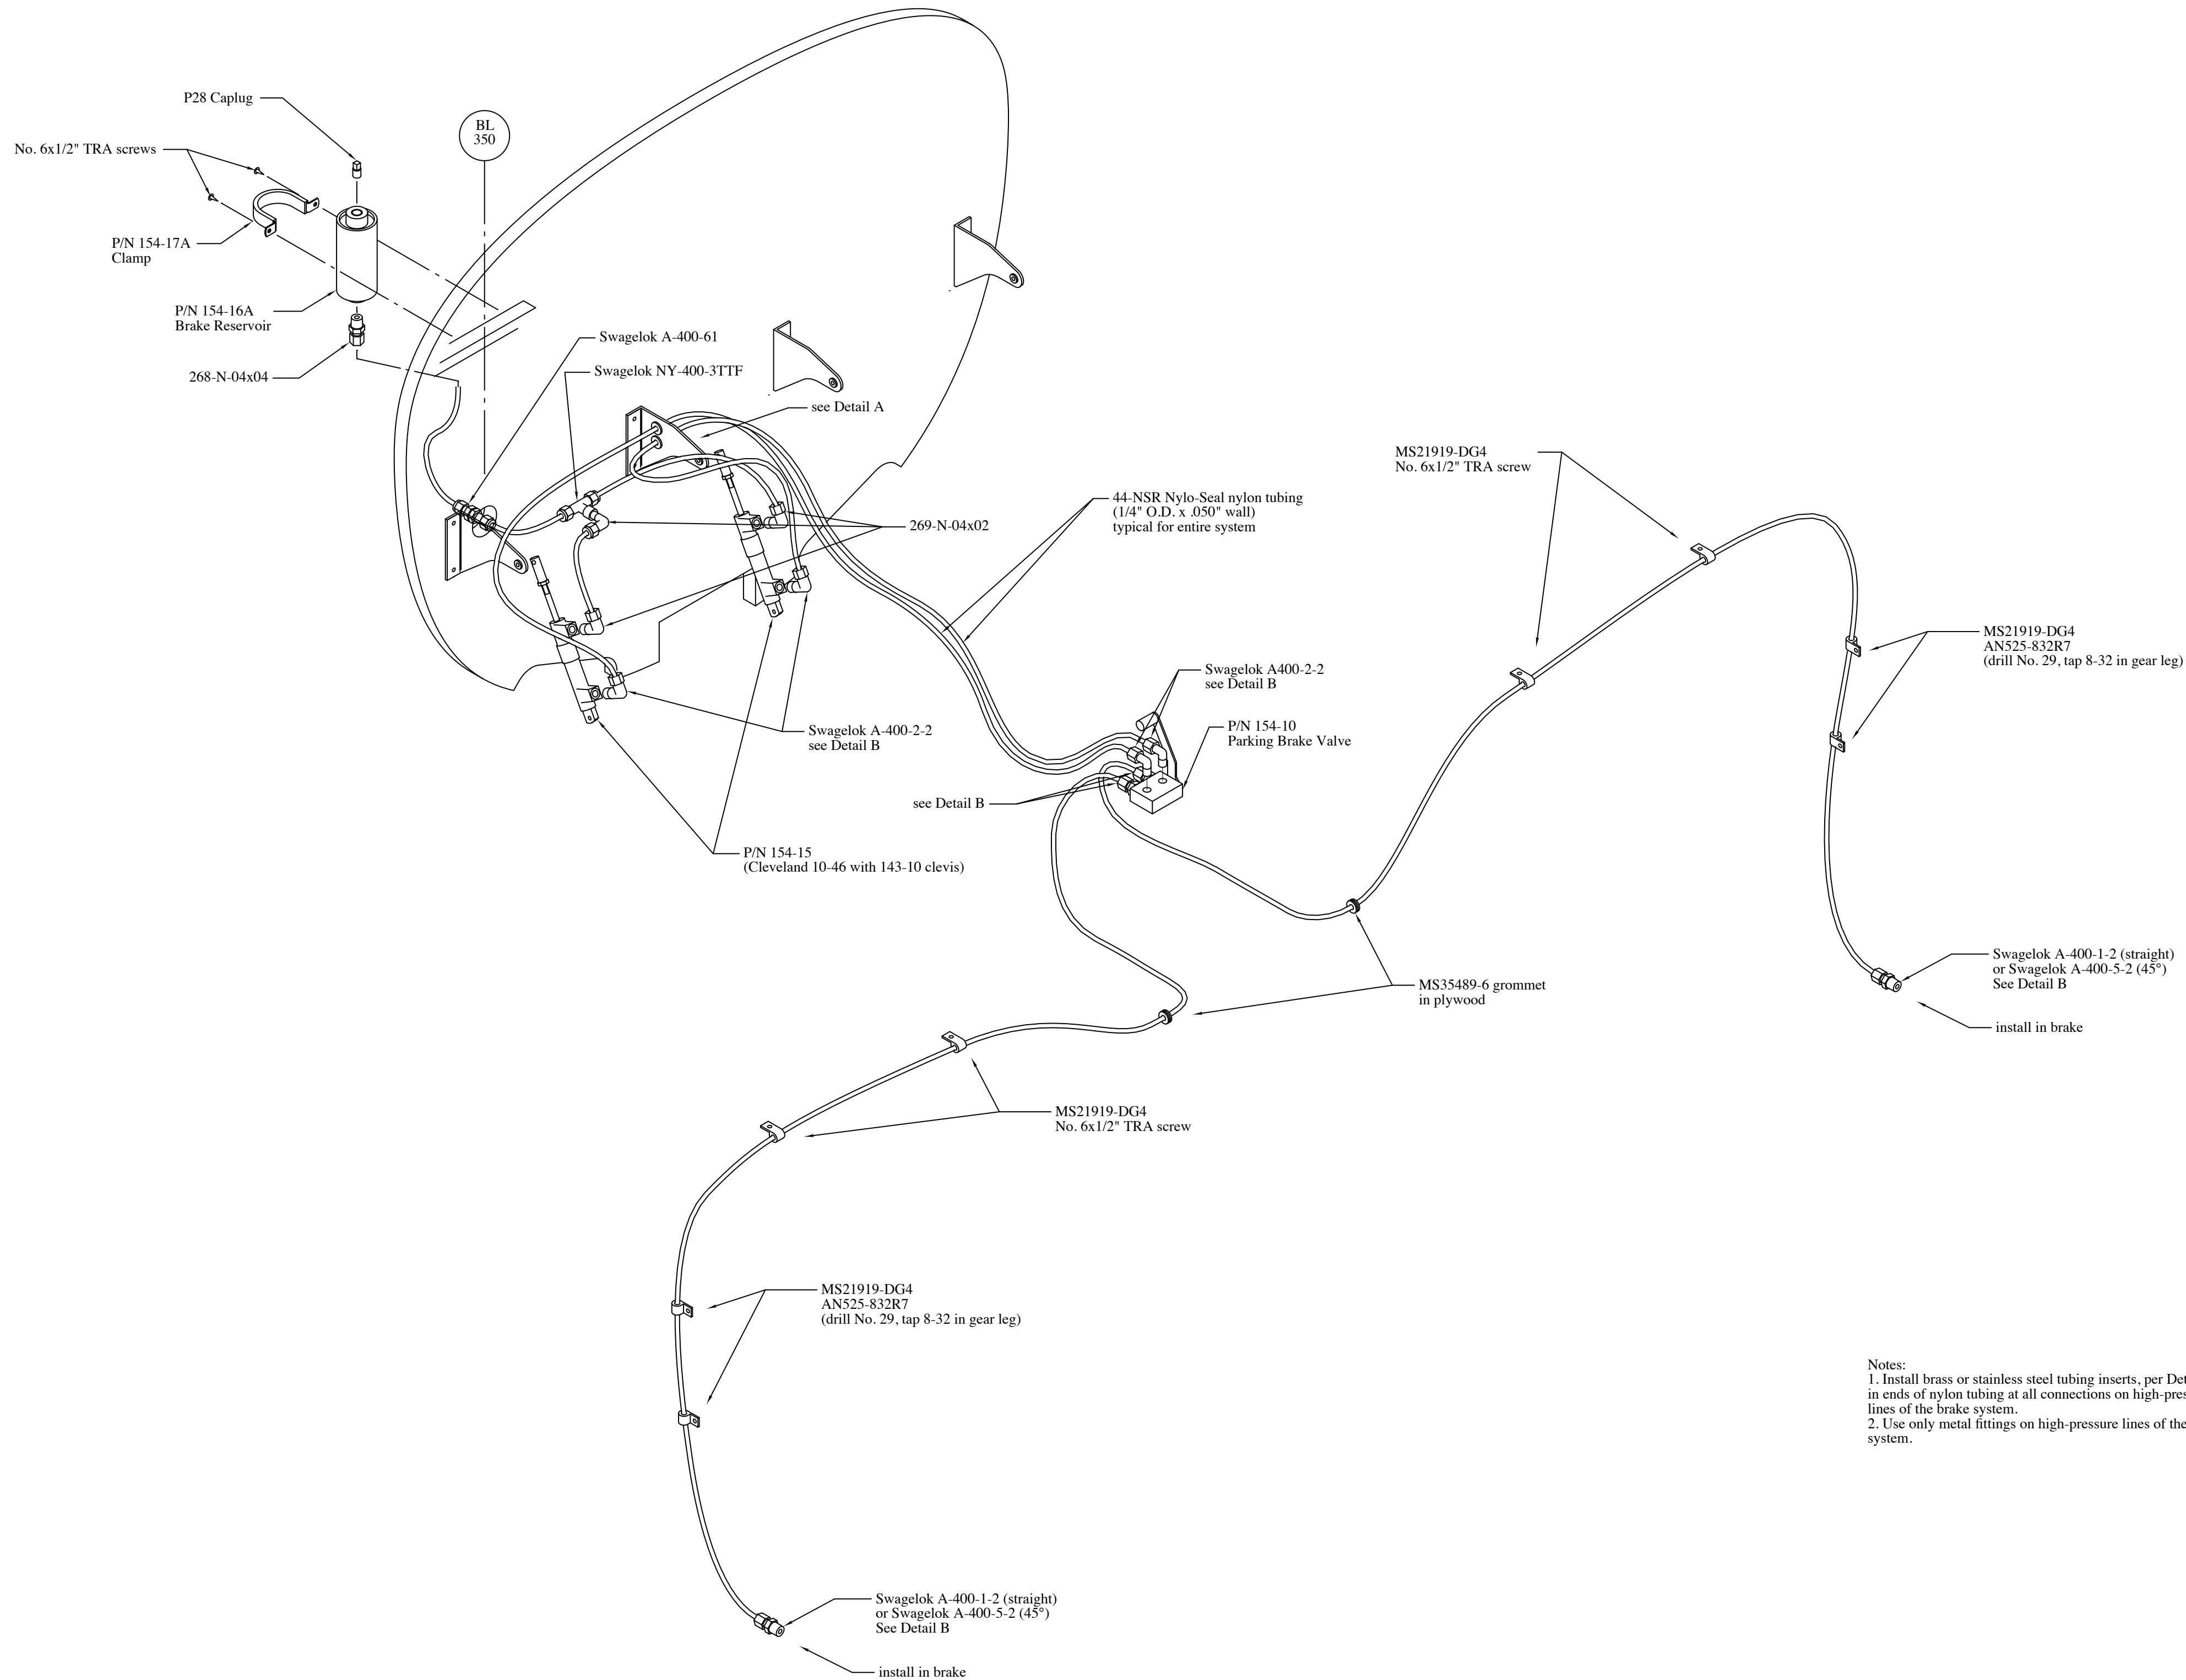 P28 Caplug
BL
350
No. 6x1/2" TRA screws
P/N 154-17A
Clamp
P/N 154-16A
Brake Reservoir
268-N-04x04
Swagelok A-400-61
Swagelok NY-400-3TTF
see Detail A
MS21919-DG4
No. 6x1/2" TRA screw
44-NSR Nylo-Seal nylon tubing
(1/4" O.D. x .050" wall)
typical for entire system
269-N-04x02
MS21919-DG4
AN525-832R7
(drill No. 29, tap 8-32 in gear leg)
Swagelok A400-2-2
see Detail B
Swagelok A-400-2-2
see Detail B
P/N 154-10
Parking Brake Valve
see Detail B
P/N 154-15
(Cleveland 10-46 with 143-10 clevis)
Swagelok A-400-1-2 (straight)
or Swagelok A-400-5-2 (45°)
See Detail B
MS35489-6 grommet
in plywood
install in brake
MS21919-DG4
No. 6x1/2" TRA screw
MS21919-DG4
AN525-832R7
(drill No. 29, tap 8-32 in gear leg)
Notes:
1. Install brass or stainless steel tubing inserts, per
in ends of nylon tubing at all connections on
lines of the brake system.
2. Use only metal fittings on high-pressure lines of the
system.
Swagelok A-400-1-2 (straight)
or Swagelok A-400-5-2 (45°)
See Detail B
install in brake